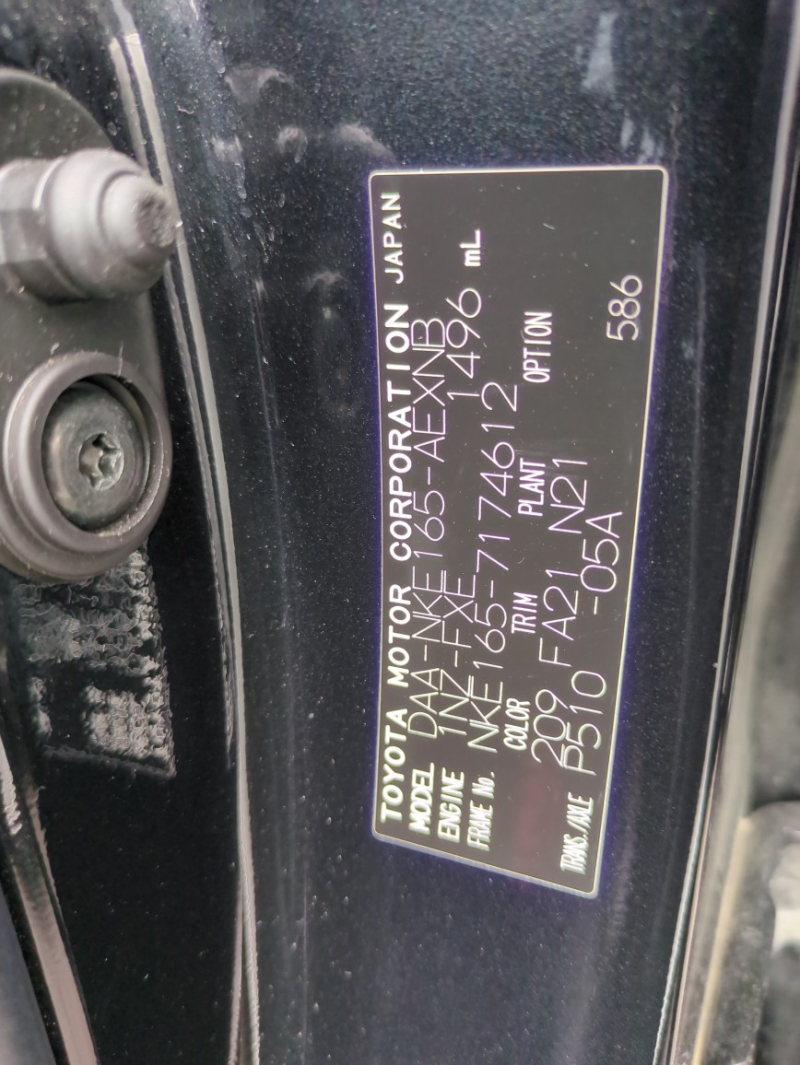 TOYOTA MOTOR CORPORATION JAPAN
MODEL DAA-NKE165-AEXNB
ENGINE 1NZ-FXE 1496 mL
FRAME No. NKE165-7174612
COLOR TRIM PLANT OPTION
209 FA21 N21
TRANS./AXLE P510 -05A 586